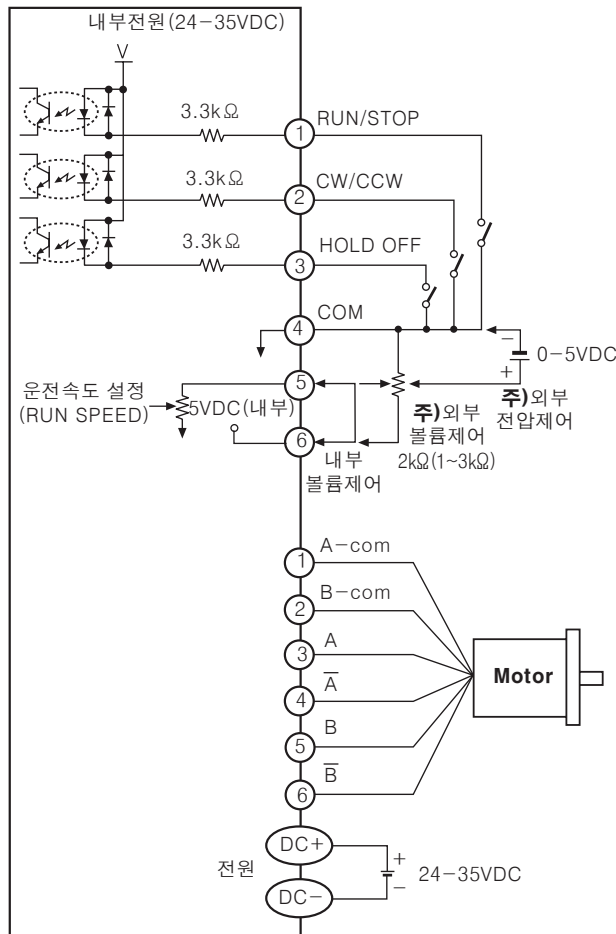 내부전원(24-35VDC)
V
3.3kΩ
1
RUN/STOP
3.3kΩ
2
CW/CCW
3.3kΩ
3
HOLD OFF
4
COM
−
+
0-5VDC
운전속도 설정
(RUN SPEED)
5VDC(내부)
5
6
내부
볼륨제어
주)외부
볼륨제어
2kΩ(1~3kΩ)
주)외부
전압제어
1
A-com
2
B-com
3
A
4
A̅
5
B
6
B̅
Motor
전원
DC+
DC-
+
−
24-35VDC